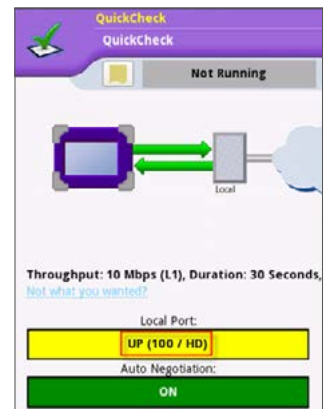 QuickCheck
QuickCheck
Not Running
Local
Throughput: 10 Mbps (L1), Duration: 30 Seconds,
Not what you wanted?
Local Port:
UP (100 / HD)
Auto Negotiation:
ON